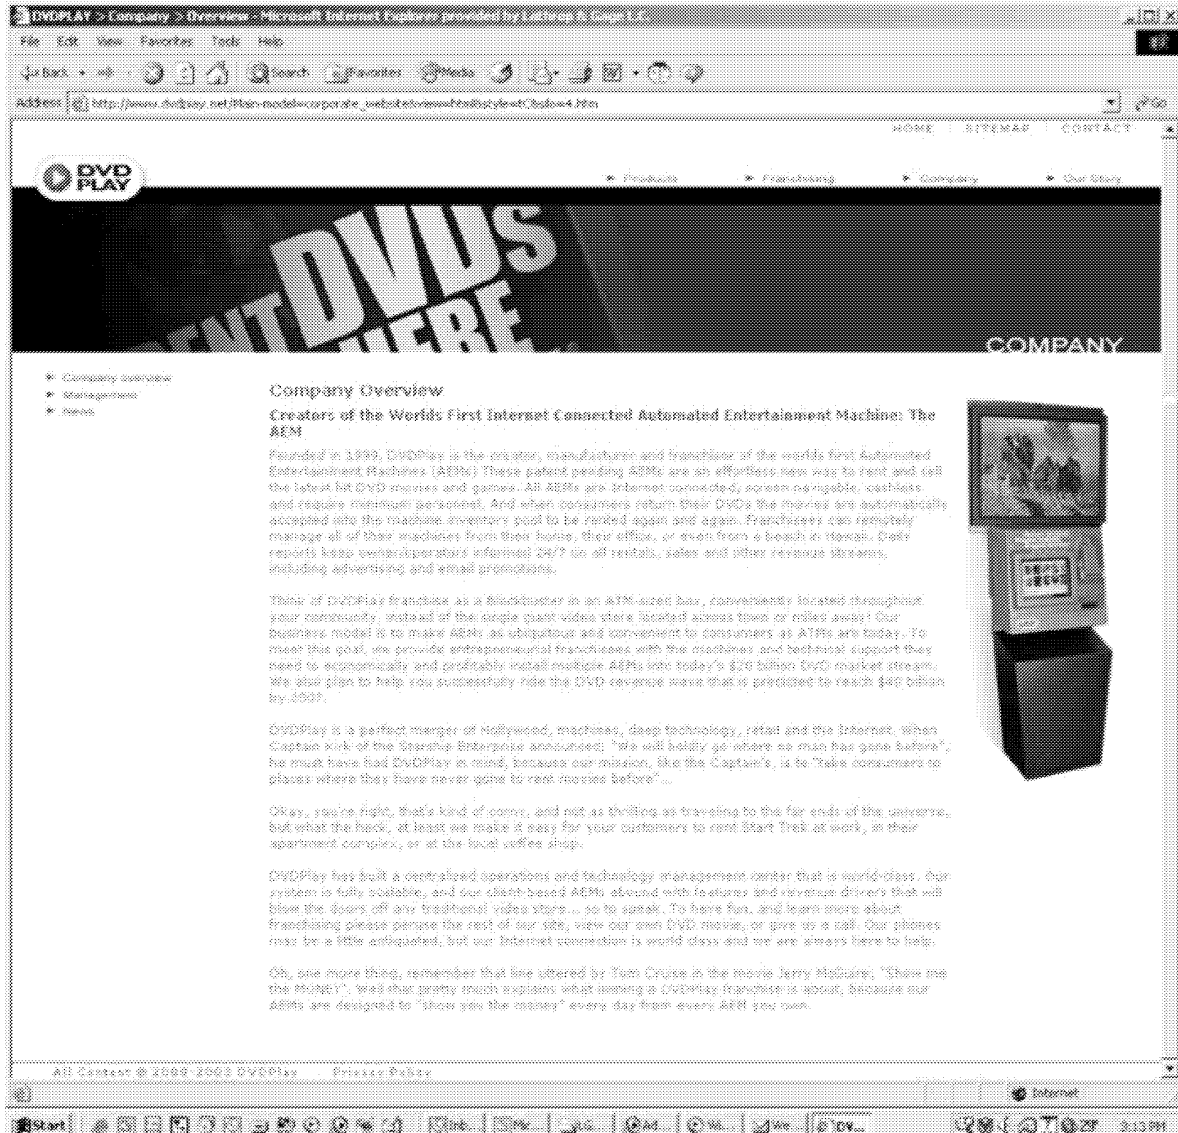 DVDPLAY > Company > Overview - Microsoft Internet Explorer provided by Lathrop & Gage L.C.
File Edit View Favorites Tools Help
Back Search Favorites Media
Address http://www.dvdplay.net/Main-model=corporate_website Go
HOME | SITEMAP | CONTACT
DVD PLAY
Products Franchising Company Our Story
RENT DVDs HERE
COMPANY
Company overview
Management
News
Company Overview
Creators of the Worlds First Internet Connected Automated Entertainment Machine: The
AEM
Founded in 1999, DVDPlay is the creator, manufacturer and franchisor of the worlds first Automated
Entertainment Machines (AEMs) These patent pending AEMs are an effortless new way to rent and sell
the latest hit DVD movies and games. All AEMs are Internet connected, screen navigable, cashless
and require minimum personnel. And when consumers return their DVDs the movies are automatically
accepted into the machine inventory pool to be rented again and again. Franchisees can remotely
manage all of their machines from their home, their office, or even from a beach in Hawaii. Daily
reports keep owner/operators informed 24/7 on all rentals, sales and other revenue streams,
including advertising and email promotions.
Think of DVDPlay franchise as a Blockbuster in an ATM-sized box, conveniently located throughout
your community, instead of the single giant video store located across town or miles away! Our
business model is to make AEMs as ubiquitous and convenient to consumers as ATMs are today. To
meet this goal, we provide entrepreneurial franchisees with the machines and technical support they
need to economically and profitably install multiple AEMs into today's $20 billion DVD market stream.
We also plan to help you successfully ride the DVD revenue wave that is predicted to reach $40 billion
by 2007.
DVDPlay is a perfect merger of Hollywood, machines, deep technology, retail and the Internet. When
Captain Kirk of the Starship Enterprise announced; "We will boldly go where no man has gone before",
he must have had DVDPlay in mind, because our mission, like the Captain's, is to "take consumers to
places where they have never gone to rent movies before"...
Okay, you're right, that's kind of corny, and not as thrilling as traveling to the far ends of the universe,
but what the heck, at least we make it easy for your customers to rent Start Trek at work, in their
apartment complex, or at the local coffee shop.
DVDPlay has built a centralized operations and technology management center that is world-class. Our
system is fully scalable, and our client-based AEMs abound with features and revenue drivers that will
blow the doors off any traditional video store... so to speak. To have fun, and learn more about
franchising please peruse the rest of our site, view our own DVD movie, or give us a call. Our phones
may be a little antiquated, but our Internet connection is world class and we are always here to help.
Oh, one more thing, remember that line uttered by Tom Cruise in the movie Jerry McGuire; "Show me
the MONEY". Well that pretty much explains what owning a DVDPlay franchise is about, because our
AEMs are designed to "show you the money" every day from every AEM you own.
All Content © 2000-2003 DVDPlay | Privacy Policy
Internet
Start 3:13 PM